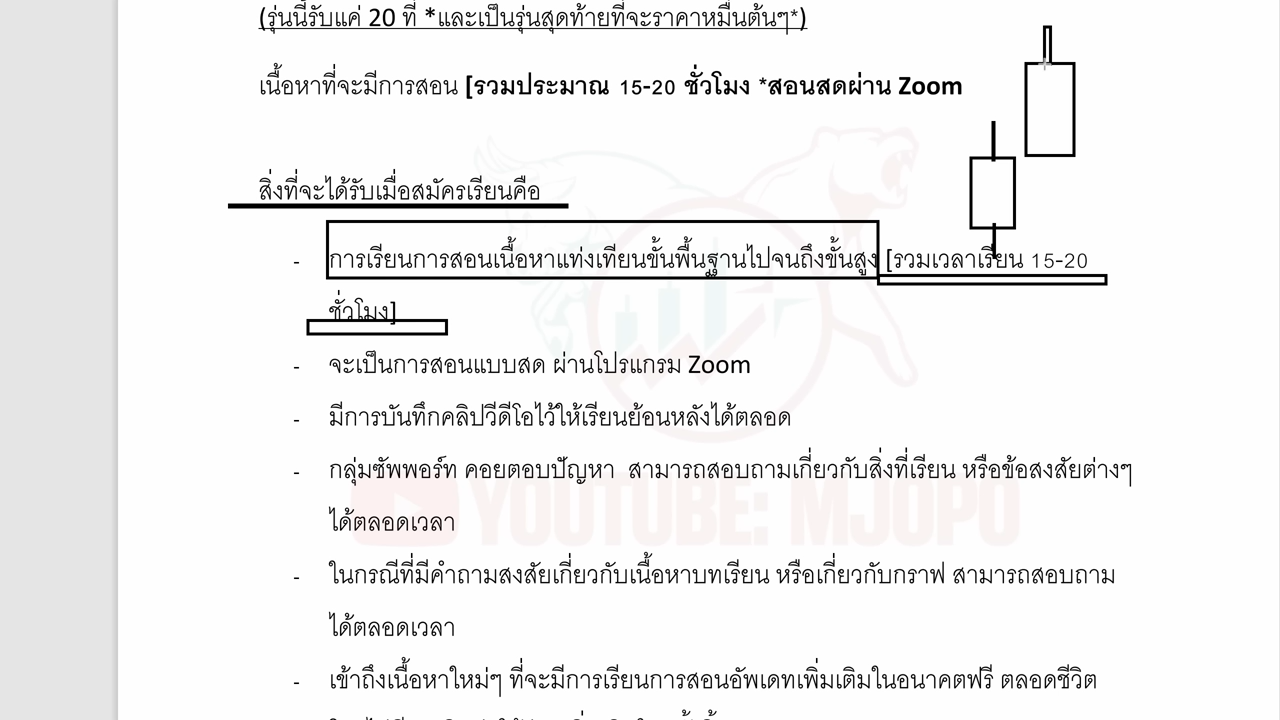 (รุ่นนี้รับแค่ 20 ที่ *และเป็นรุ่นสุดท้ายที่จะราคาหมื่นต้นๆ*)
เนื้อหาที่จะมีการสอน [รวมประมาณ 15-20 ชั่วโมง *สอนสดผ่าน Zoom
สิ่งที่จะได้รับเมื่อสมัครเรียนคือ
- การเรียนการสอนเนื้อหาแท่งเทียนขั้นพื้นฐานไปจนถึงขั้นสูง [รวมเวลาเรียน 15-20
ชั่วโมง]
- จะเป็นการสอนแบบสด ผ่านโปรแกรม Zoom
- มีการบันทึกคลิปวีดีโอไว้ให้เรียนย้อนหลังได้ตลอด
- กลุ่มซัพพอร์ท คอยตอบปัญหา สามารถสอบถามเกี่ยวกับสิ่งที่เรียน หรือข้อสงสัยต่างๆ
YOUTUBE: MJOPO
ได้ตลอดเวลา
- ในกรณีที่มีคำถามสงสัยเกี่ยวกับเนื้อหาบทเรียน หรือเกี่ยวกับกราฟ สามารถสอบถาม
ได้ตลอดเวลา
- เข้าถึงเนื้อหาใหม่ๆ ที่จะมีการเรียนการสอนอัพเดทเพิ่มเติมในอนาคตฟรี ตลอดชีวิต